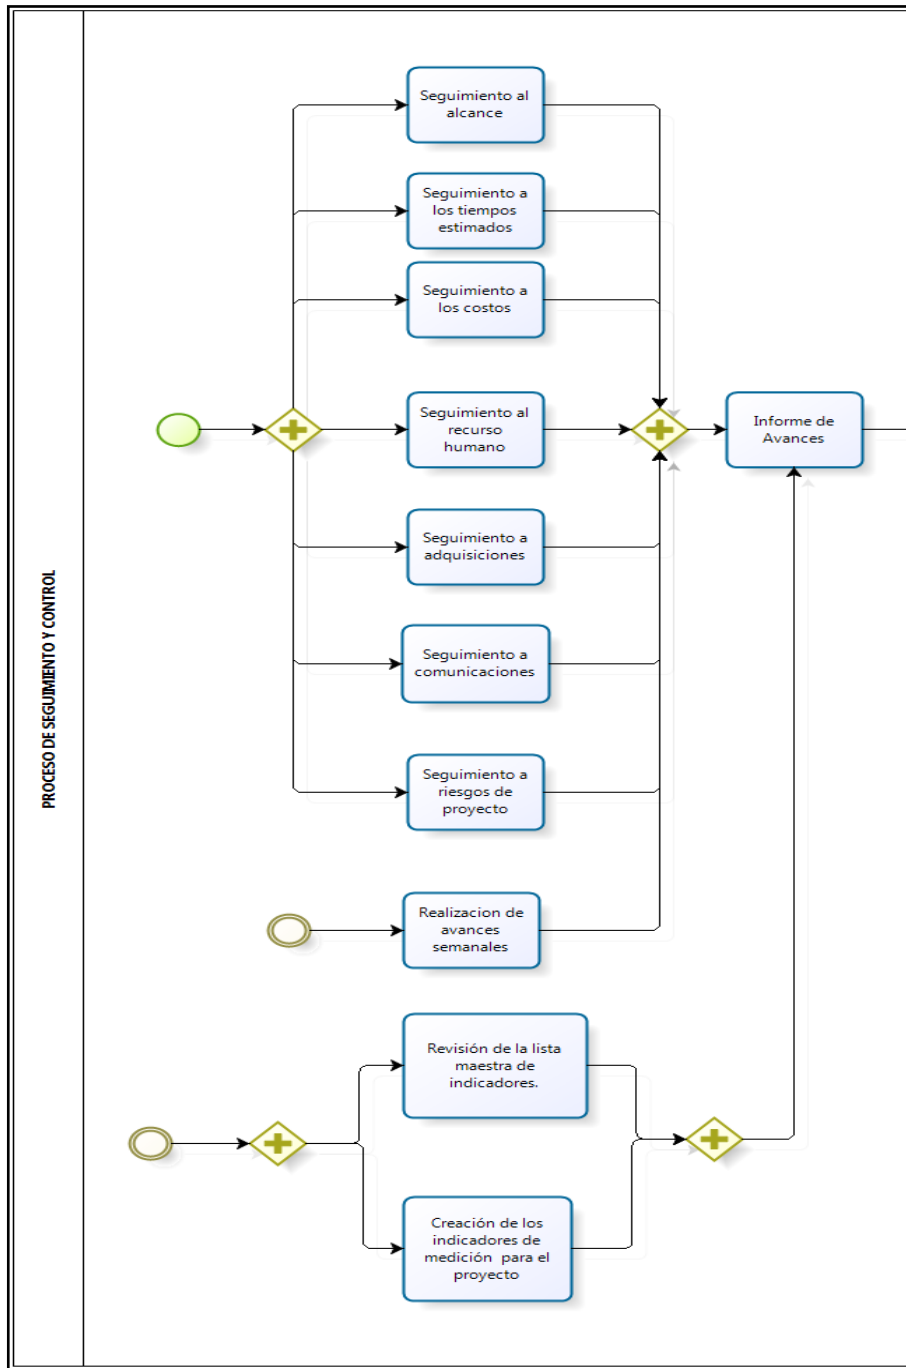 PROCESO DE SEGUIMIENTO Y CONTROL
Seguimiento al
alcance
Seguimiento a
los tiempos
estimados
Seguimiento a
los costos
Seguimiento al
recurso
humano
Informe de
Avances
Seguimiento a
adquisiciones
Seguimiento a
comunicaciones
Seguimiento a
riesgos de
proyecto
Realizacion de
avances
semanales
Revisión de la lista
maestra de
indicadores.
Creación de los
indicadores de
medición para el
proyecto